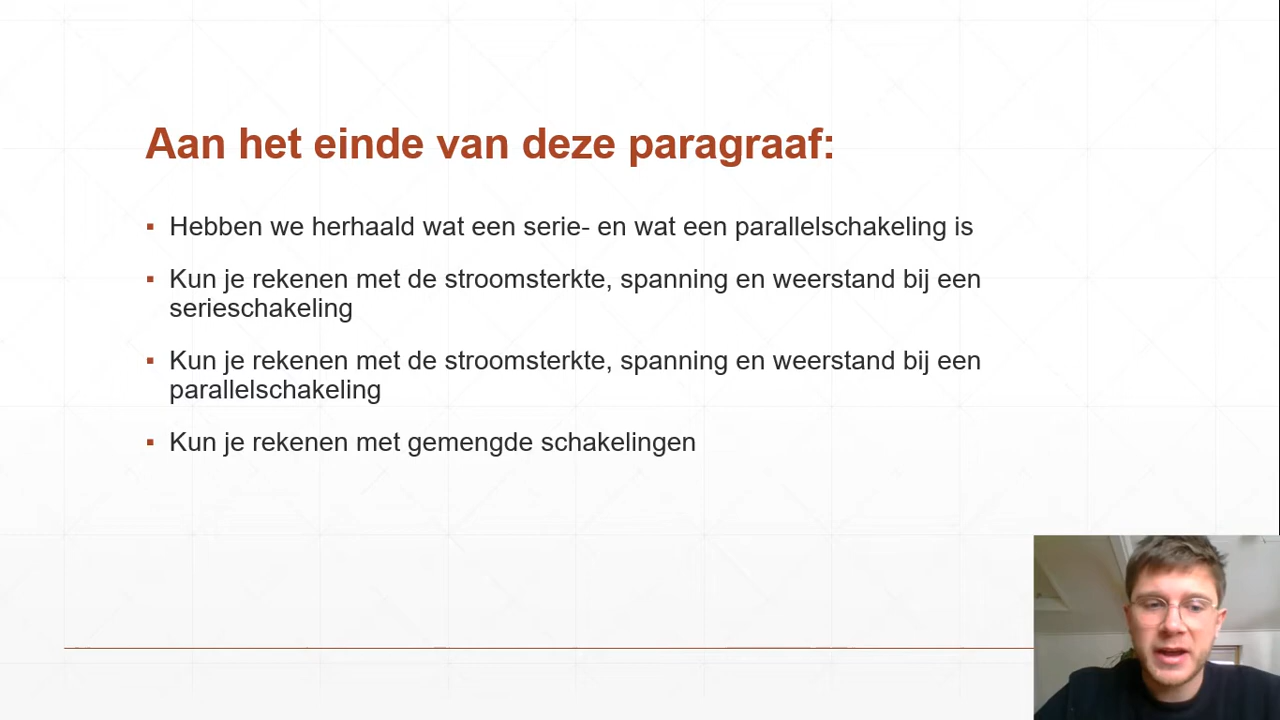 Aan het einde van deze paragraaf:
▪ Hebben we herhaald wat een serie- en wat een parallelschakeling is
▪ Kun je rekenen met de stroomsterkte, spanning en weerstand bij een
serieschakeling
▪ Kun je rekenen met de stroomsterkte, spanning en weerstand bij een
parallelschakeling
▪ Kun je rekenen met gemengde schakelingen